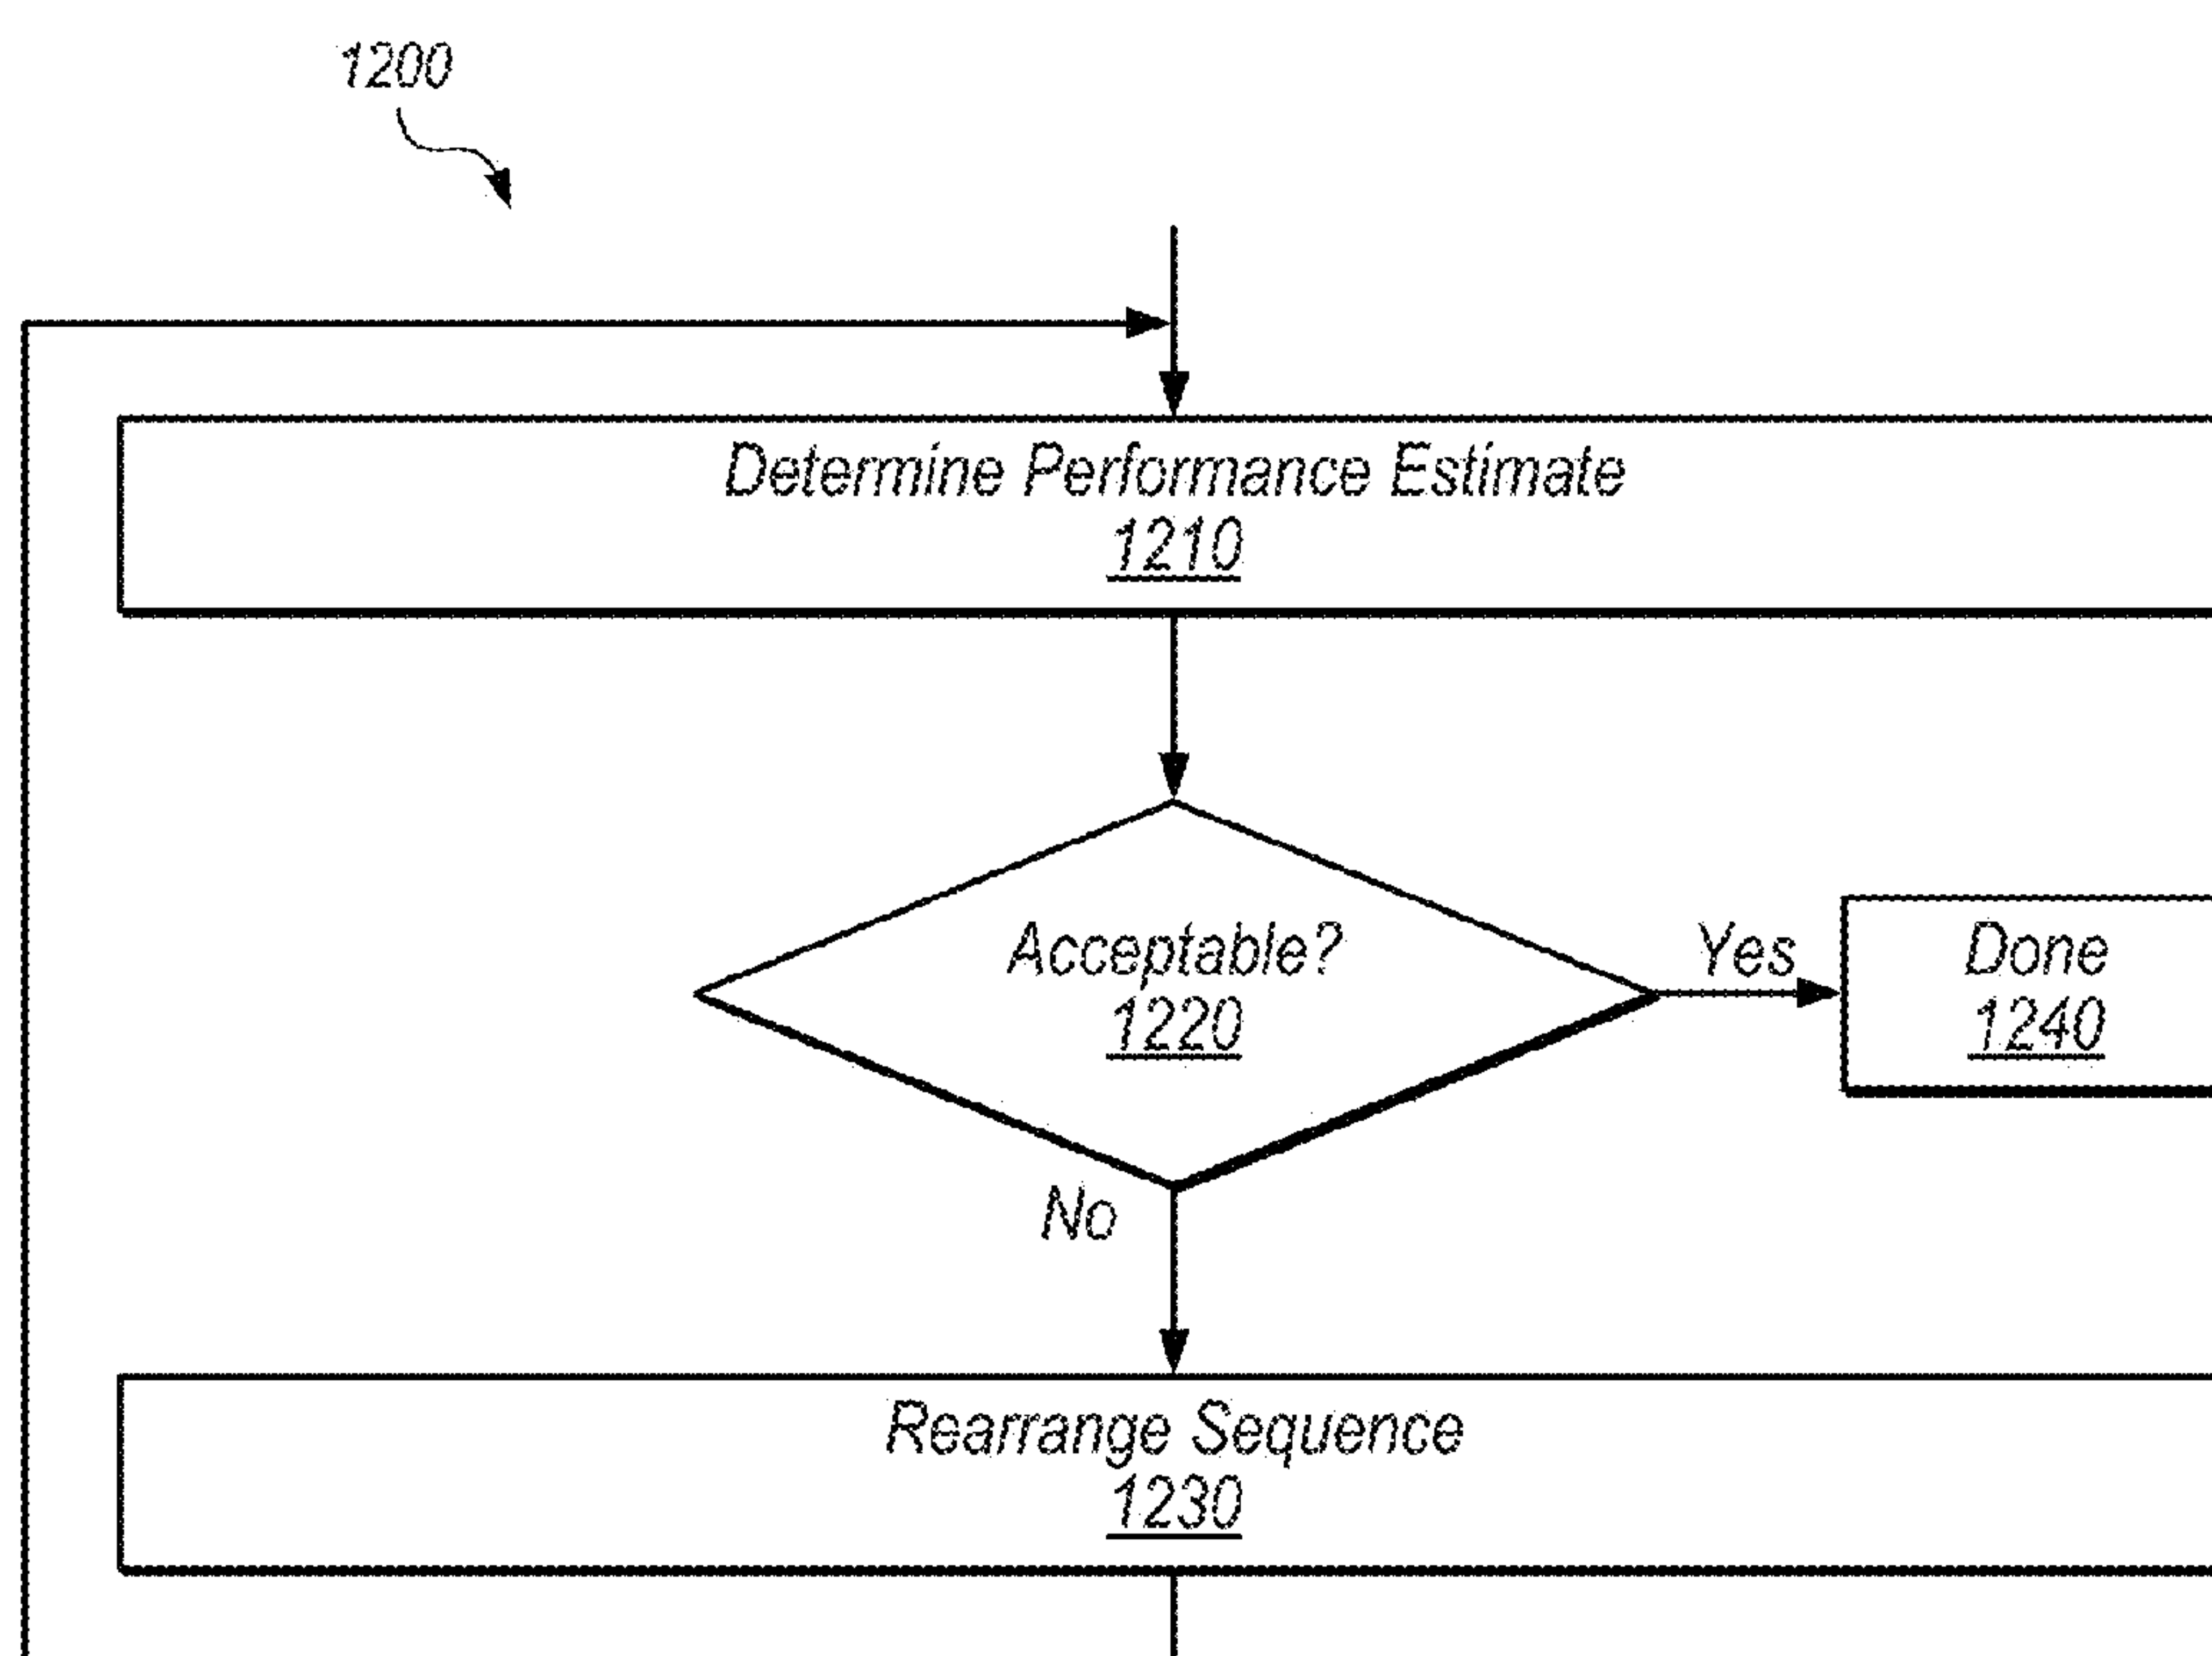 1200
Determine Performance Estimate
1210
Acceptable?
1220
Yes
Done
1240
No
Rearrange Sequence
1230